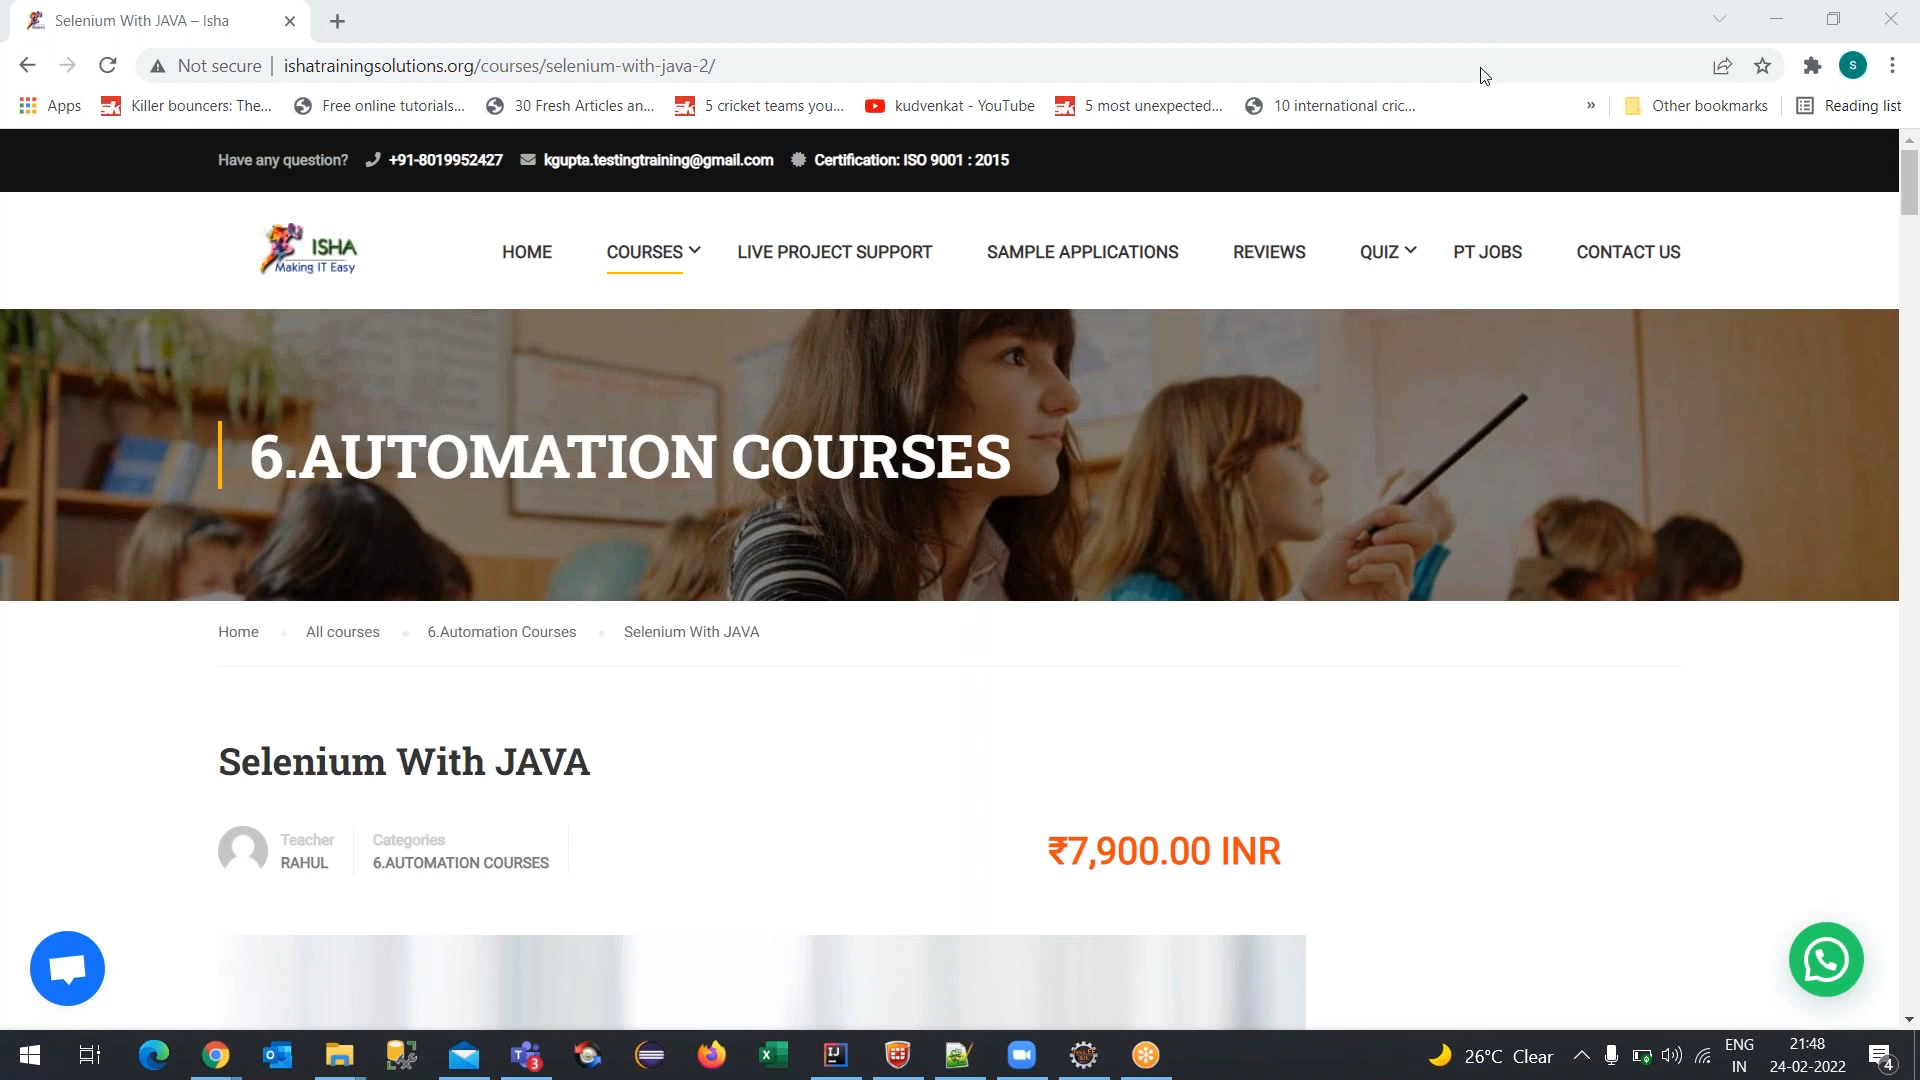 Selenium With JAVA – Isha
Not secure | ishatrainingsolutions.org/courses/selenium-with-java-2/
S
Apps Killer bouncers: The... Free online tutorials... 30 Fresh Articles an... 5 cricket teams you... kudvenkat - YouTube 5 most unexpected... 10 international cric... » Other bookmarks Reading list
Have any question? +91-8019952427 kgupta.testingtraining@gmail.com Certification: ISO 9001 : 2015
ISHA
Making IT Easy
HOME COURSES LIVE PROJECT SUPPORT SAMPLE APPLICATIONS REVIEWS QUIZ PT JOBS CONTACT US
6.AUTOMATION COURSES
Home All courses 6.Automation Courses Selenium With JAVA
Selenium With JAVA
Teacher
RAHUL
Categories
6.AUTOMATION COURSES
₹7,900.00 INR
3
26°C Clear
ENG
IN
21:48
24-02-2022
4